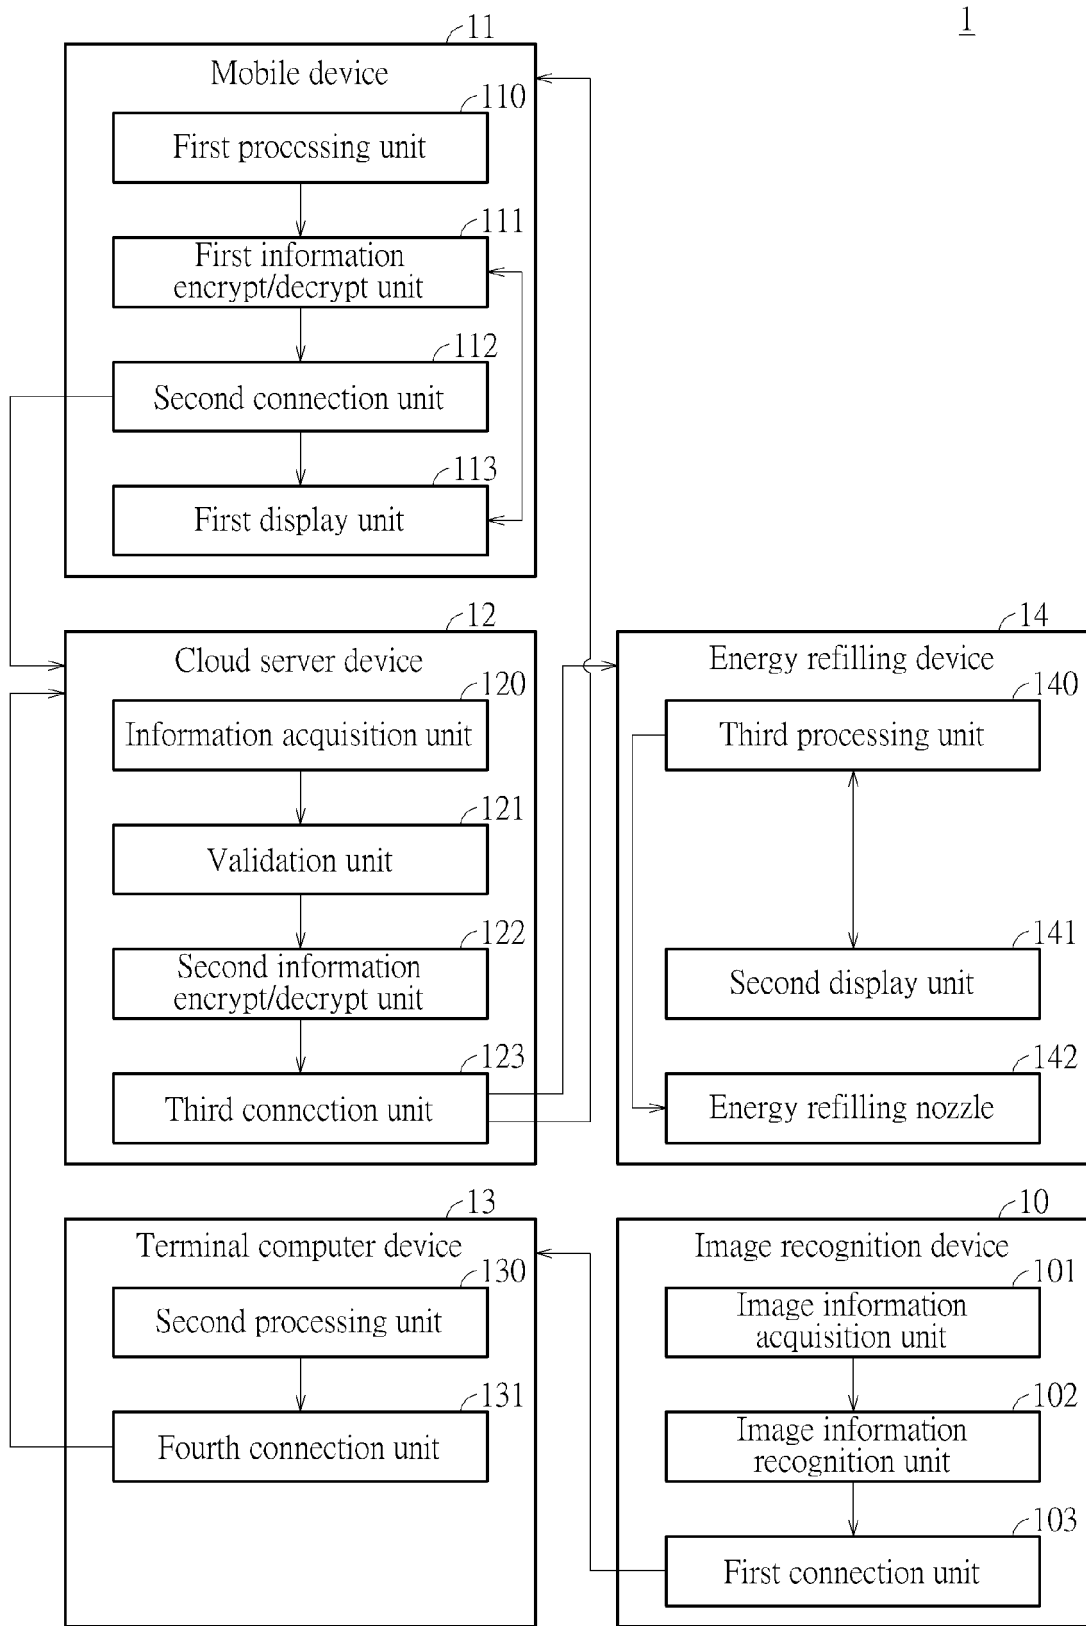 1
11
Mobile device
110
First processing unit
111
First information
encrypt/decrypt unit
112
Second connection unit
113
First display unit
12
Cloud server device
120
Information acquisition unit
121
Validation unit
122
Second information
encrypt/decrypt unit
123
Third connection unit
14
Energy refilling device
140
Third processing unit
141
Second display unit
142
Energy refilling nozzle
13
Terminal computer device
130
Second processing unit
131
Fourth connection unit
10
Image recognition device
101
Image information
acquisition unit
102
Image information
recognition unit
103
First connection unit